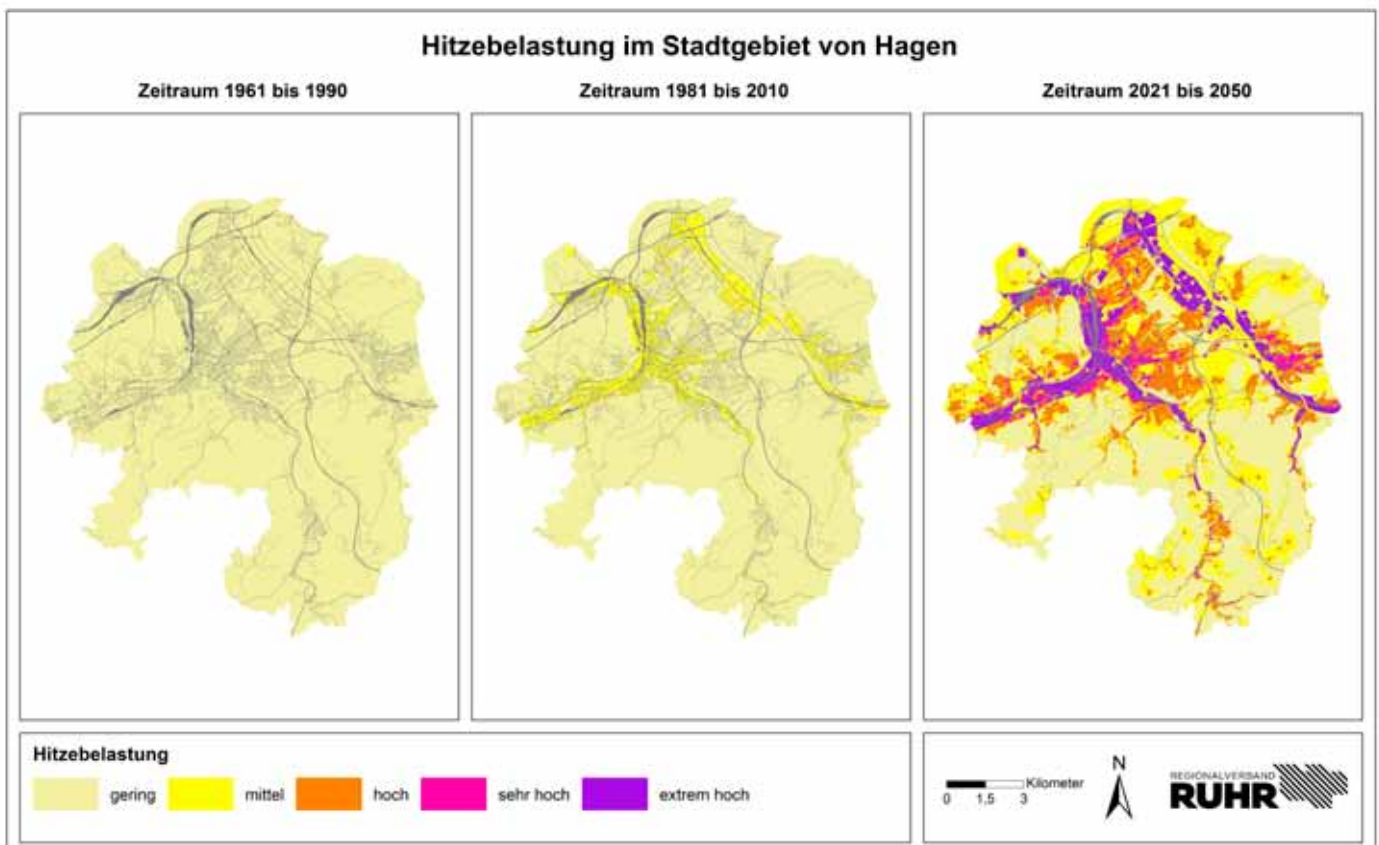 Hitzebelastung im Stadtgebiet von Hagen
Zeitraum 1961 bis 1990
Zeitraum 1981 bis 2010
Zeitraum 2021 bis 2050
Hitzebelastung
gering
mittel
hoch
sehr hoch
extrem hoch
0 1,5 3 Kilometer
N
REGIONALVERBAND
RUHR